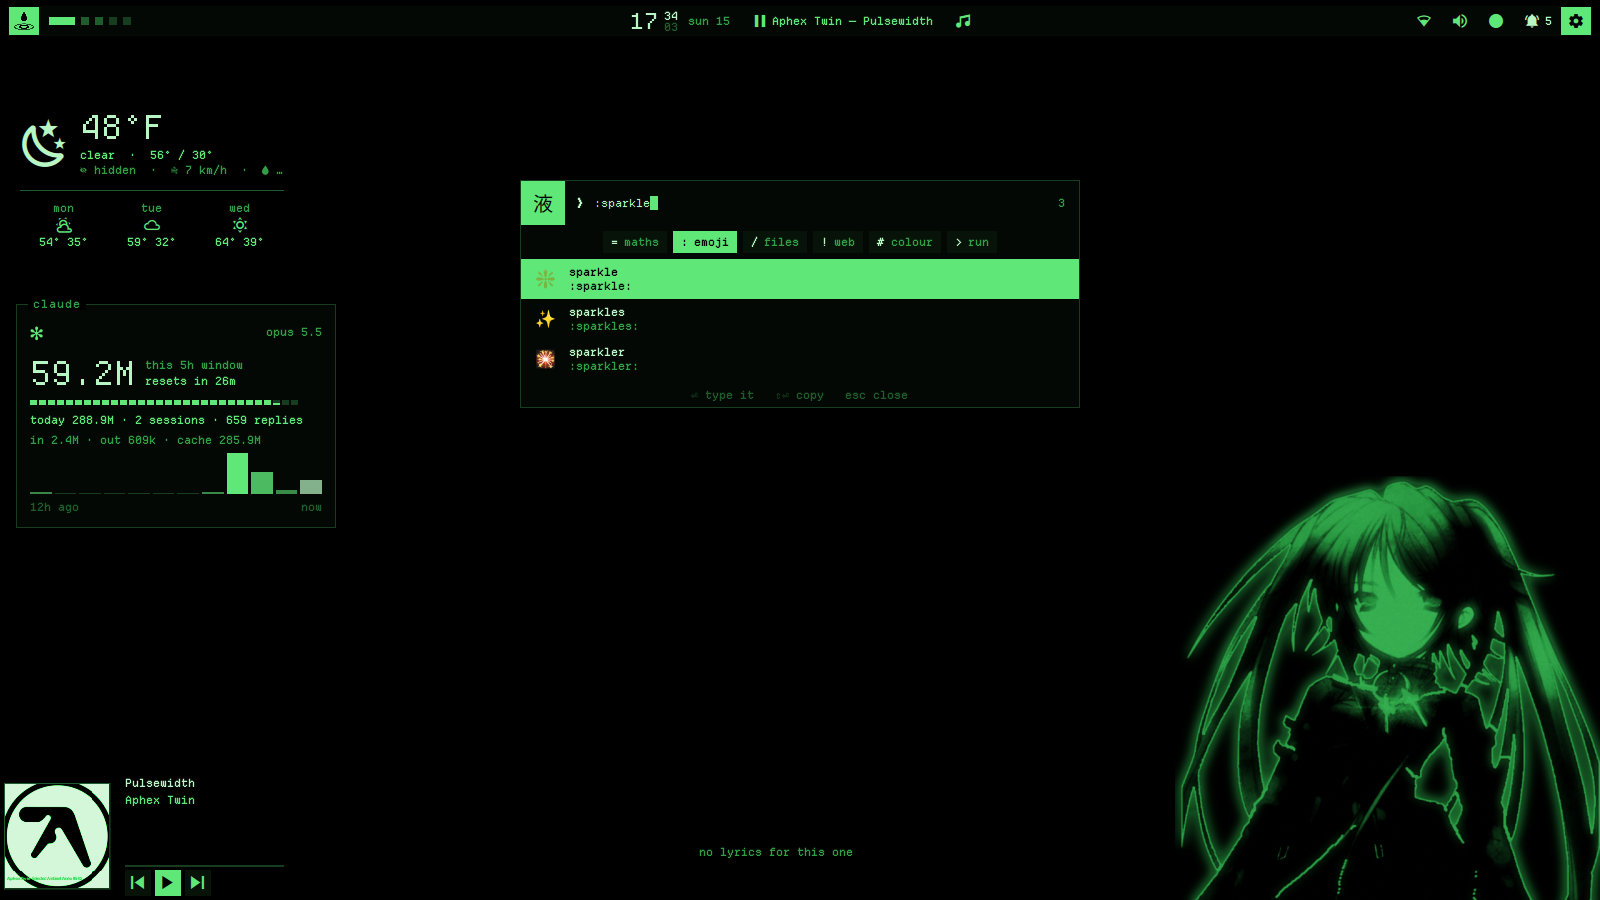 17 34 03 sun 15 Aphex Twin — Pulsewidth 5
48°F
clear · 56° / 30°
hidden · 7 km/h · …
mon tue wed
54° 35° 59° 32° 64° 39°
claude
opus 5.5
59.2M this 5h window
resets in 26m
today 288.9M · 2 sessions · 659 replies
in 2.4M · out 609k · cache 285.9M
12h ago now
液 ❯ :sparkle 3
= maths : emoji / files ! web # colour > run
sparkle
:sparkle:
sparkles
:sparkles:
sparkler
:sparkler:
⏎ type it ⇧⏎ copy esc close
Pulsewidth
Aphex Twin
no lyrics for this one